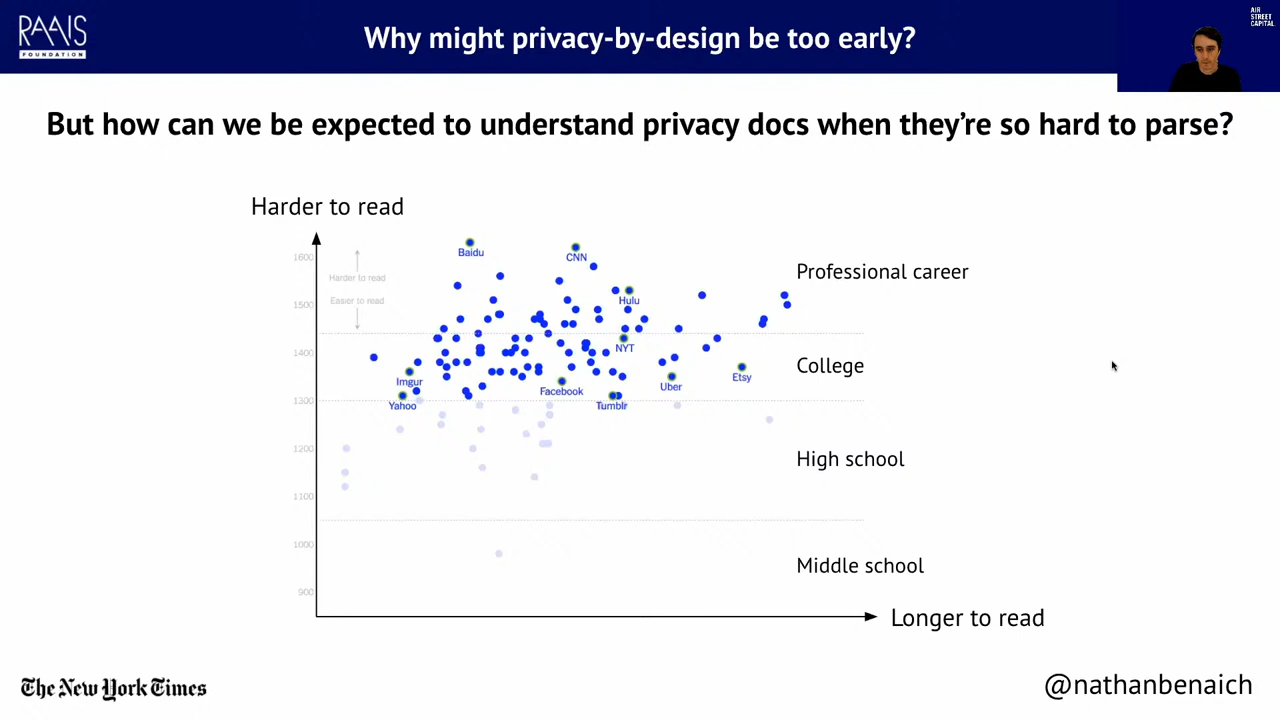 RAAIS
FOUNDATION
Why might privacy-by-design be too early?
AIR
STREET
CAPITAL
But how can we be expected to understand privacy docs when they're so hard to parse?
Harder to read
1600
1500
1400
1300
1200
1100
1000
900
Harder to read
Easier to read
Baidu
CNN
Hulu
NYT
Imgur
Yahoo
Facebook
Tumblr
Uber
Etsy
Professional career
College
High school
Middle school
Longer to read
The New York Times
@nathanbenaich